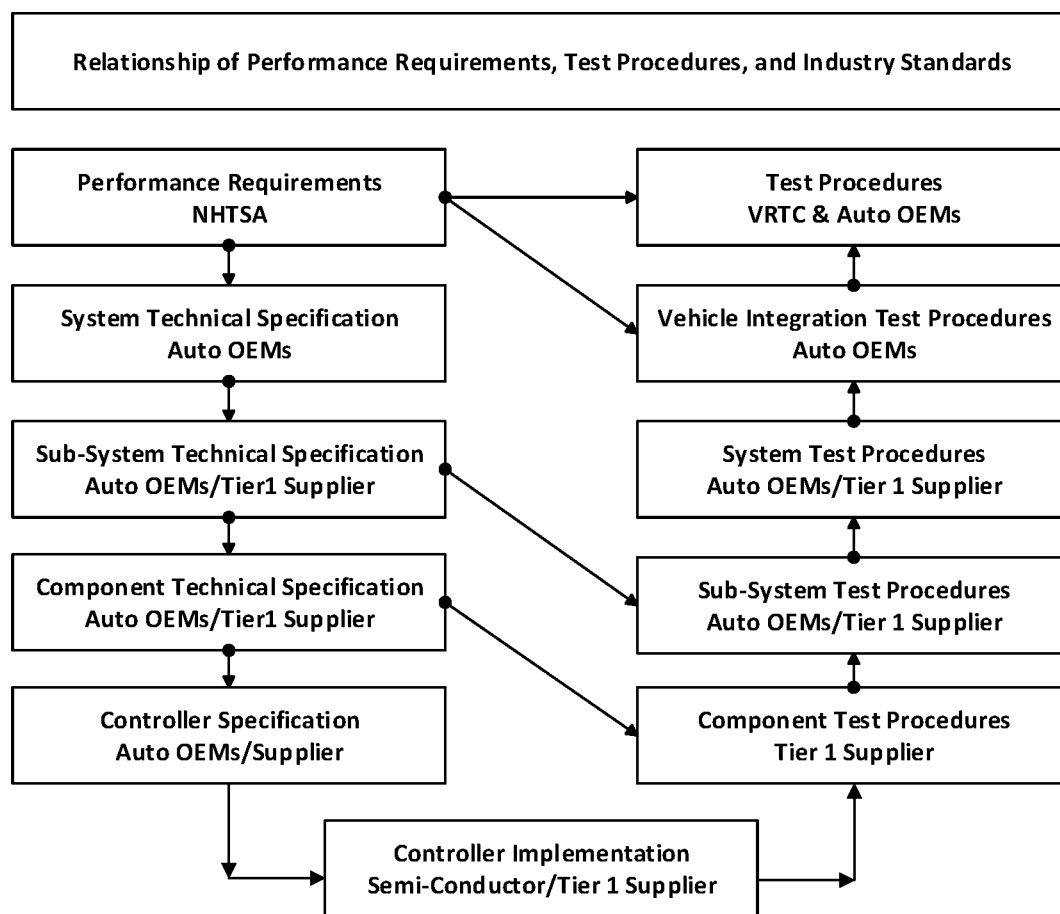 Relationship of Performance Requirements, Test Procedures, and Industry Standards
Performance Requirements
NHTSA
Test Procedures
VRTC & Auto OEMs
System Technical Specification
Auto OEMs
Vehicle Integration Test Procedures
Auto OEMs
Sub-System Technical Specification
Auto OEMs/Tier1 Supplier
System Test Procedures
Auto OEMs/Tier 1 Supplier
Component Technical Specification
Auto OEMs/Tier1 Supplier
Sub-System Test Procedures
Auto OEMs/Tier 1 Supplier
Controller Specification
Auto OEMs/Supplier
Component Test Procedures
Tier 1 Supplier
Controller Implementation
Semi-Conductor/Tier 1 Supplier